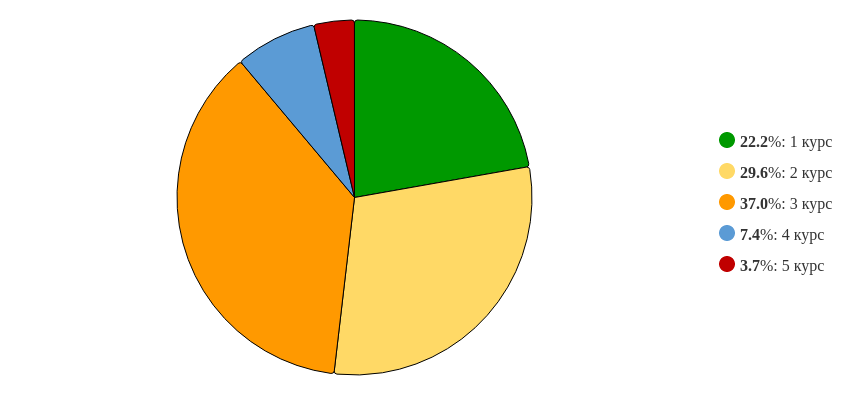 22.2%: 1 курс
29.6%: 2 курс
37.0%: 3 курс
7.4%: 4 курс
3.7%: 5 курс